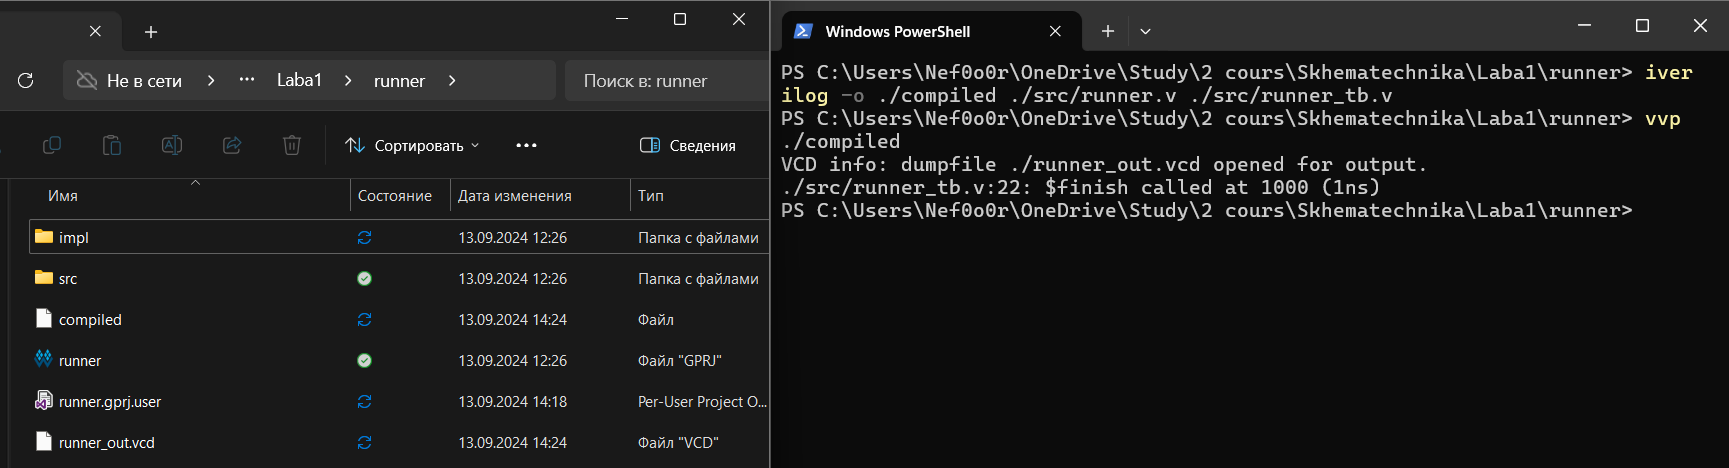 Не в сети
Laba1
runner
Поиск в: runner
Сортировать
Сведения
Имя Состояние Дата изменения Тип
impl 13.09.2024 12:26 Папка с файлами
src 13.09.2024 12:26 Папка с файлами
compiled 13.09.2024 14:24 Файл
runner 13.09.2024 12:26 Файл "GPRJ"
runner.gprj.user 13.09.2024 14:18 Per-User Project O...
runner_out.vcd 13.09.2024 14:24 Файл "VCD"
Windows PowerShell
PS C:\Users\Nef0o0r\OneDrive\Study\2 cours\Skhematechnika\Laba1\runner> iver
ilog -o ./compiled ./src/runner.v ./src/runner_tb.v
PS C:\Users\Nef0o0r\OneDrive\Study\2 cours\Skhematechnika\Laba1\runner> vvp
./compiled
VCD info: dumpfile ./runner_out.vcd opened for output.
./src/runner_tb.v:22: $finish called at 1000 (1ns)
PS C:\Users\Nef0o0r\OneDrive\Study\2 cours\Skhematechnika\Laba1\runner>